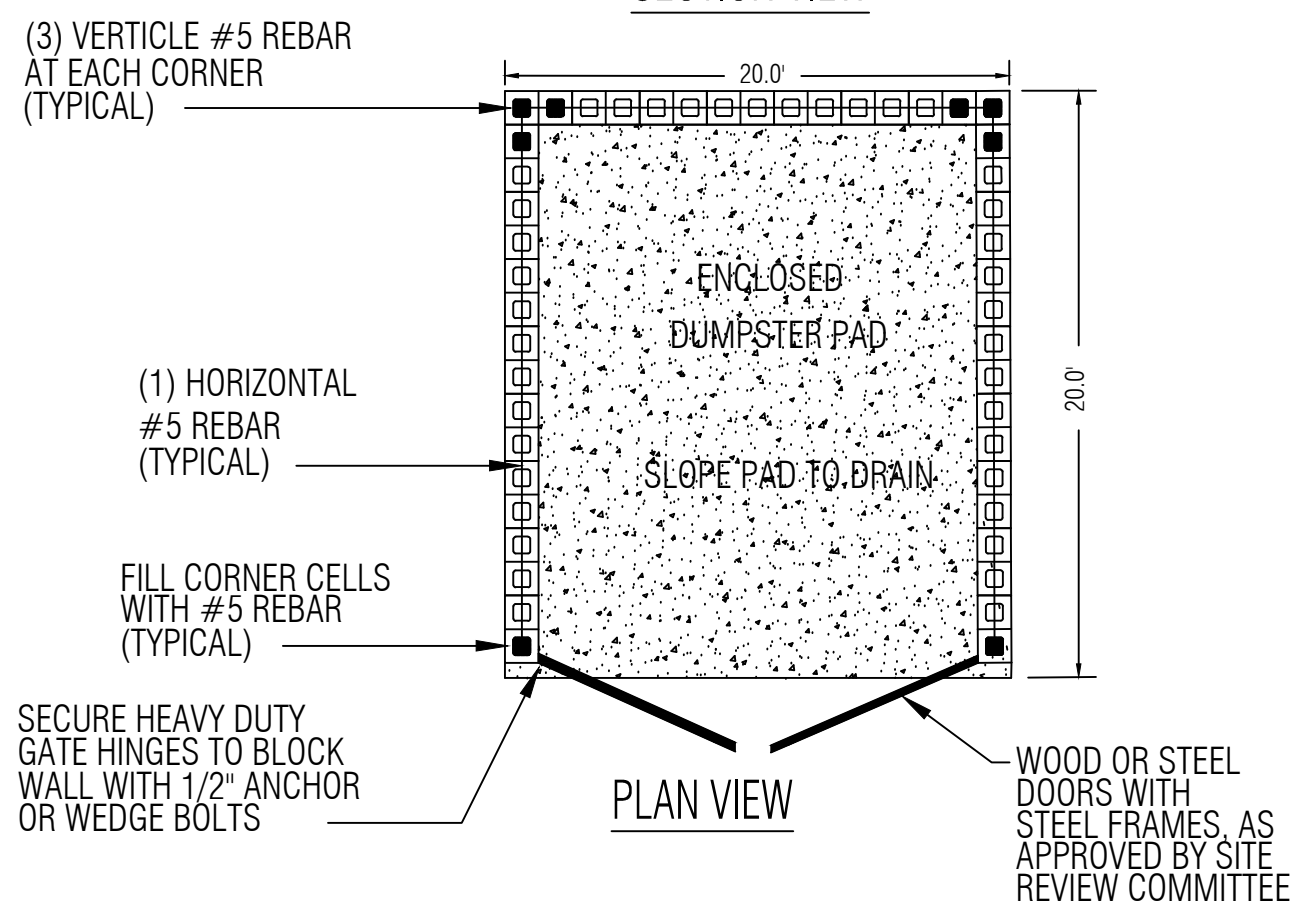 (3) VERTICLE #5 REBAR
AT EACH CORNER
(TYPICAL)
20.0'
20.0'
ENCLOSED
DUMPSTER PAD
SLOPE PAD TO DRAIN
(1) HORIZONTAL
#5 REBAR
(TYPICAL)
FILL CORNER CELLS
WITH #5 REBAR
(TYPICAL)
SECURE HEAVY DUTY
GATE HINGES TO BLOCK
WALL WITH 1/2" ANCHOR
OR WEDGE BOLTS
PLAN VIEW
WOOD OR STEEL
DOORS WITH
STEEL FRAMES, AS
APPROVED BY SITE
REVIEW COMMITTEE